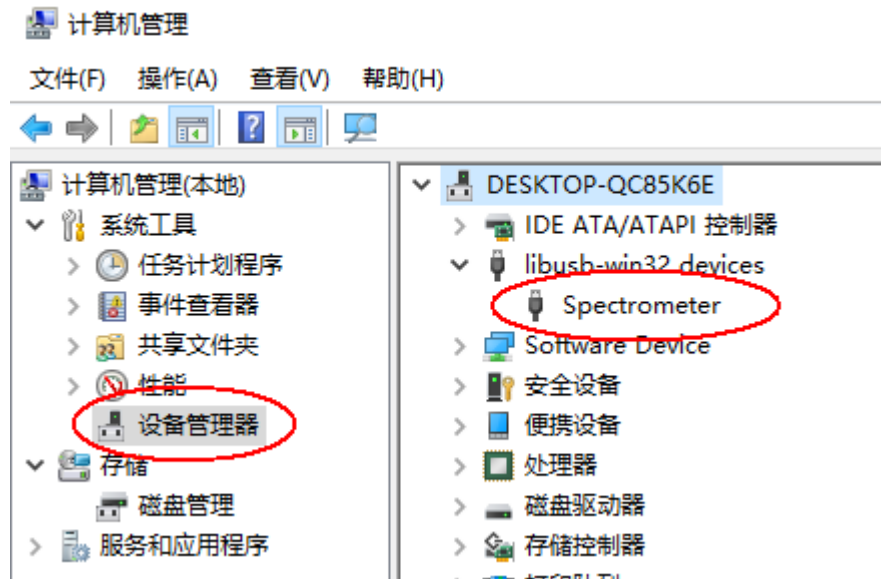 计算机管理
文件(F) 操作(A) 查看(V) 帮助(H)
计算机管理(本地)
系统工具
任务计划程序
事件查看器
共享文件夹
性能
设备管理器
存储
磁盘管理
服务和应用程序
DESKTOP-QC85K6E
IDE ATA/ATAPI 控制器
libusb-win32 devices
Spectrometer
Software Device
安全设备
便携设备
处理器
磁盘驱动器
存储控制器